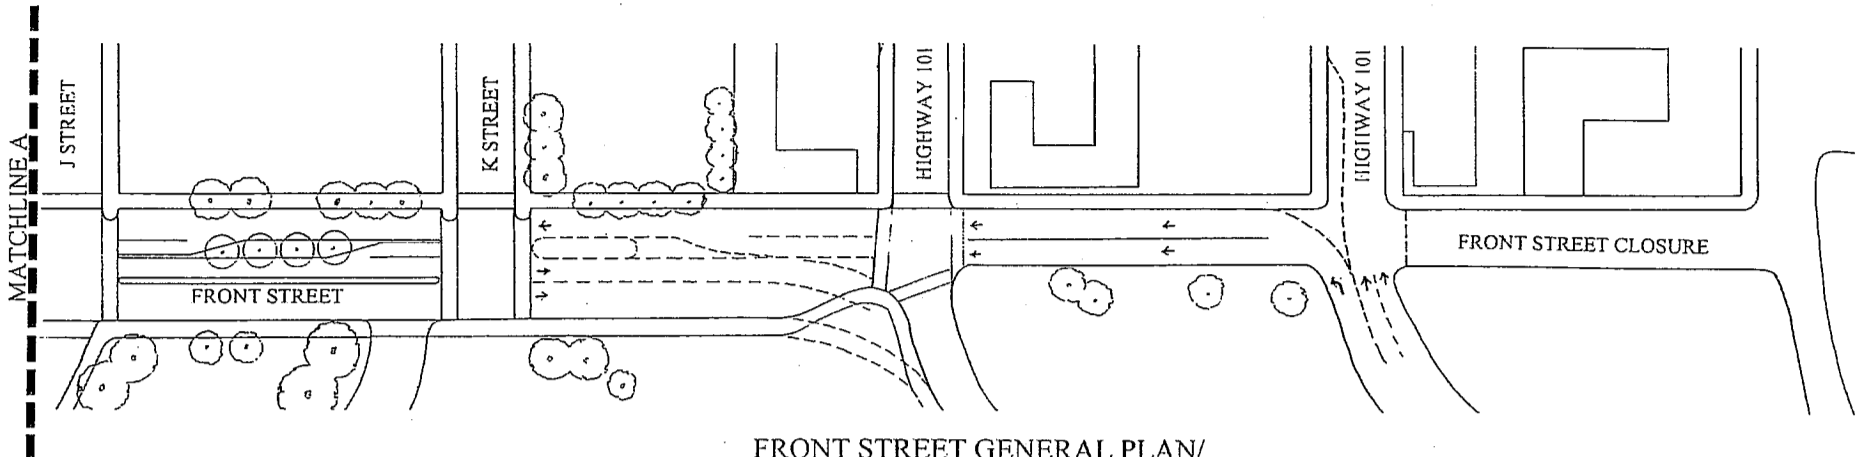 MATCHLINE A
J STREET
K STREET
HIGHWAY 101
HIGHWAY 101
FRONT STREET CLOSURE
FRONT STREET
FRONT STREET GENERAL PLAN/